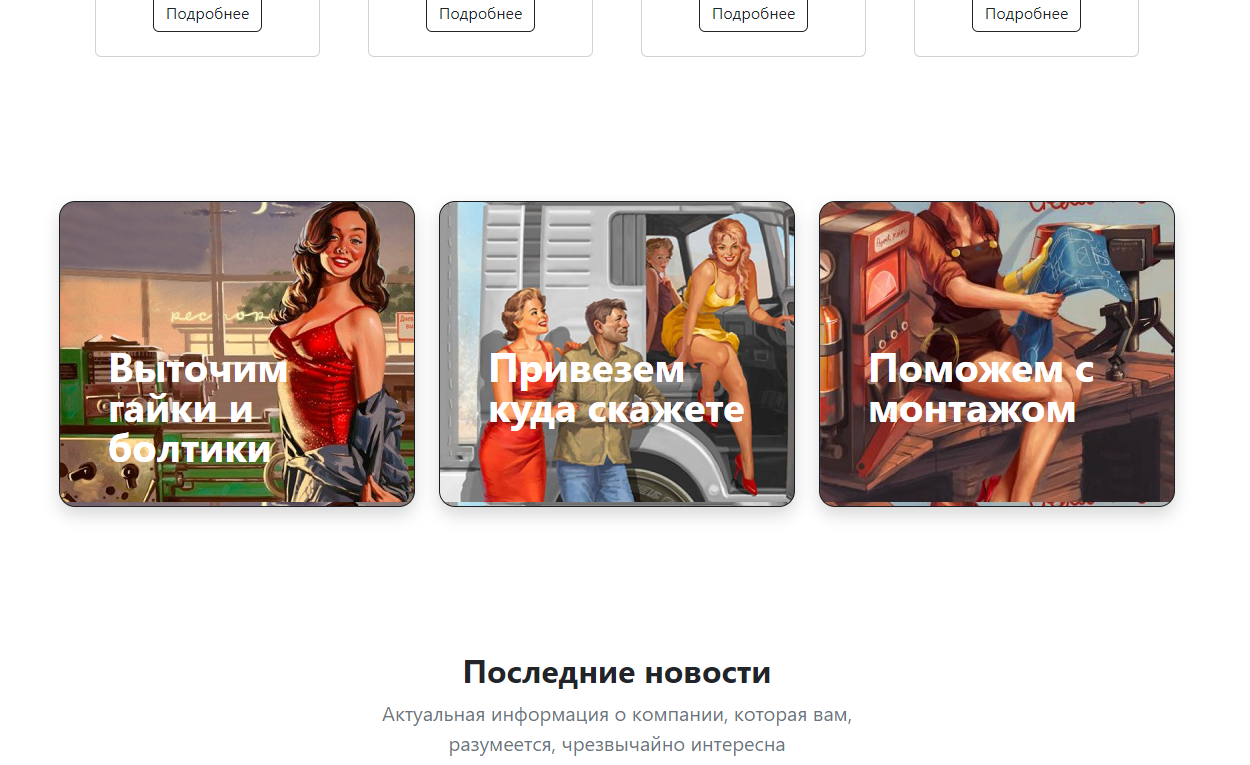 Подробнее
Подробнее
Подробнее
Подробнее
Выточим
гайки и
болтики
Привезем
куда скажете
Поможем с
монтажом
Последние новости
Актуальная информация о компании, которая вам,
разумеется, чрезвычайно интересна